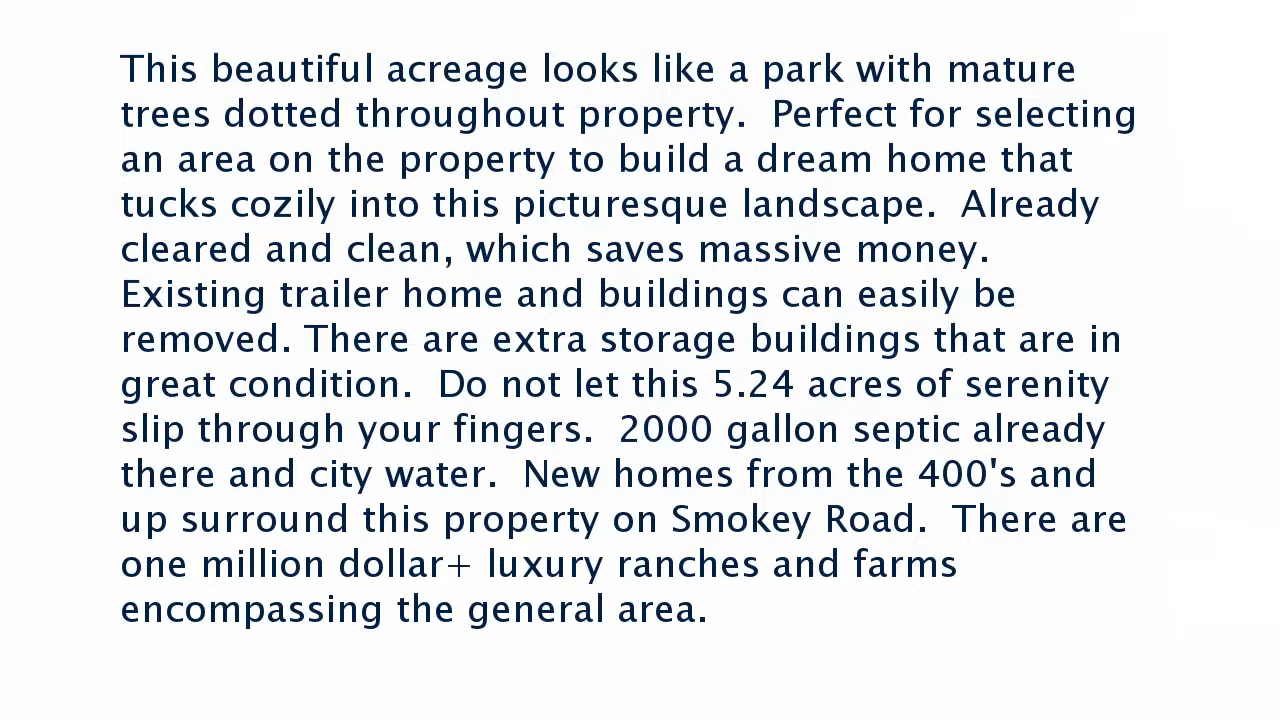 This beautiful acreage looks like a park with mature
trees dotted throughout property.  Perfect for selecting
an area on the property to build a dream home that
tucks cozily into this picturesque landscape.  Already
cleared and clean, which saves massive money.
Existing trailer home and buildings can easily be
removed. There are extra storage buildings that are in
great condition.  Do not let this 5.24 acres of serenity
slip through your fingers.  2000 gallon septic already
there and city water.  New homes from the 400's and
up surround this property on Smokey Road.  There are
one million dollar+ luxury ranches and farms
encompassing the general area.